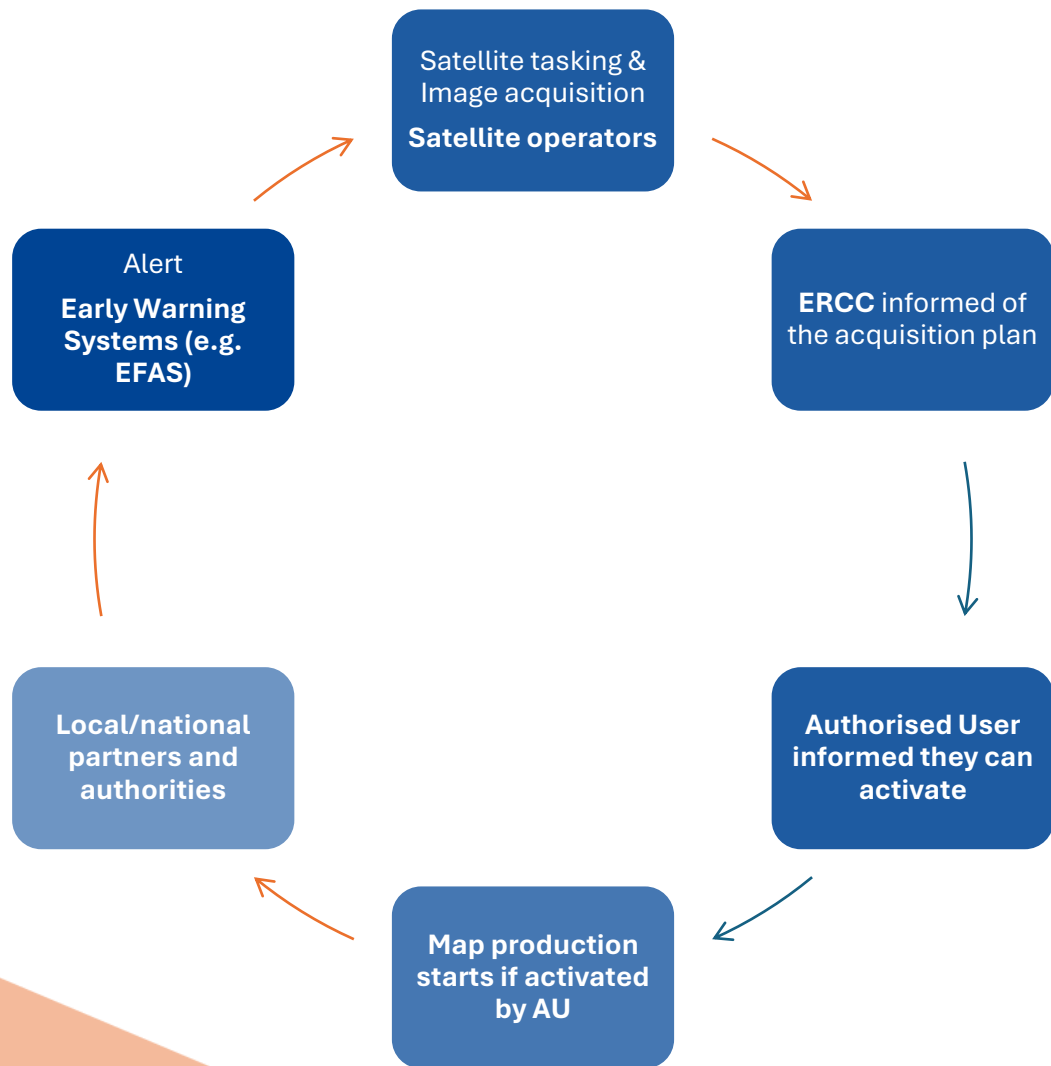 Satellite tasking &
Image acquisition
Satellite operators
ERCC informed of
the acquisition plan
Authorised User
informed they can
activate
Map production
starts if activated
by AU
Local/national
partners and
authorities
Alert
Early Warning
Systems (e.g.
EFAS)